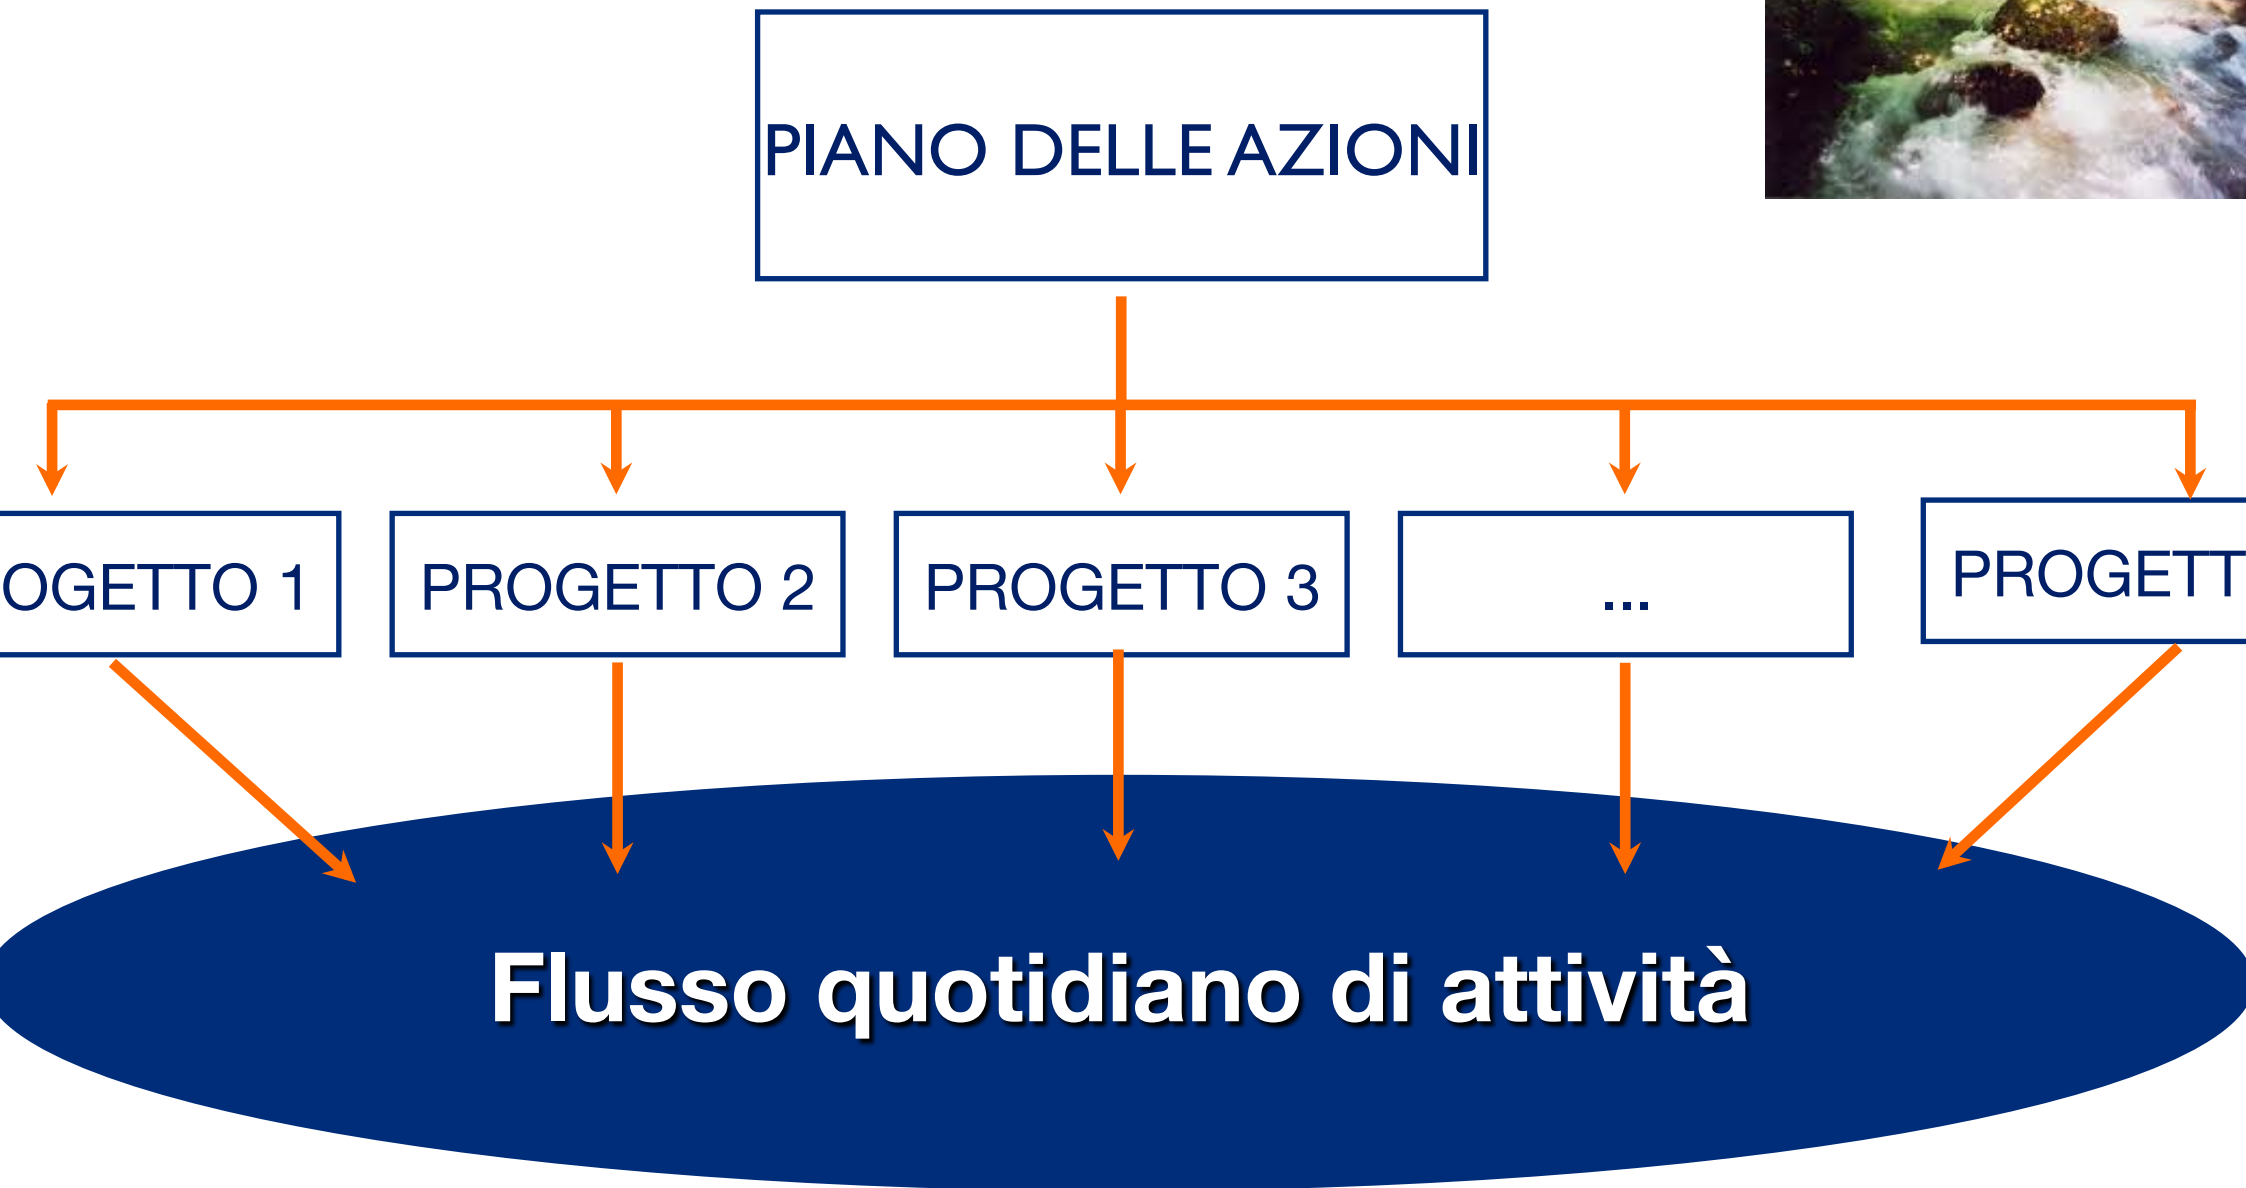 PIANO DELLE AZIONI
OGETTO 1
PROGETTO 2
PROGETTO 3
...
PROGETT
Flusso quotidiano di attività